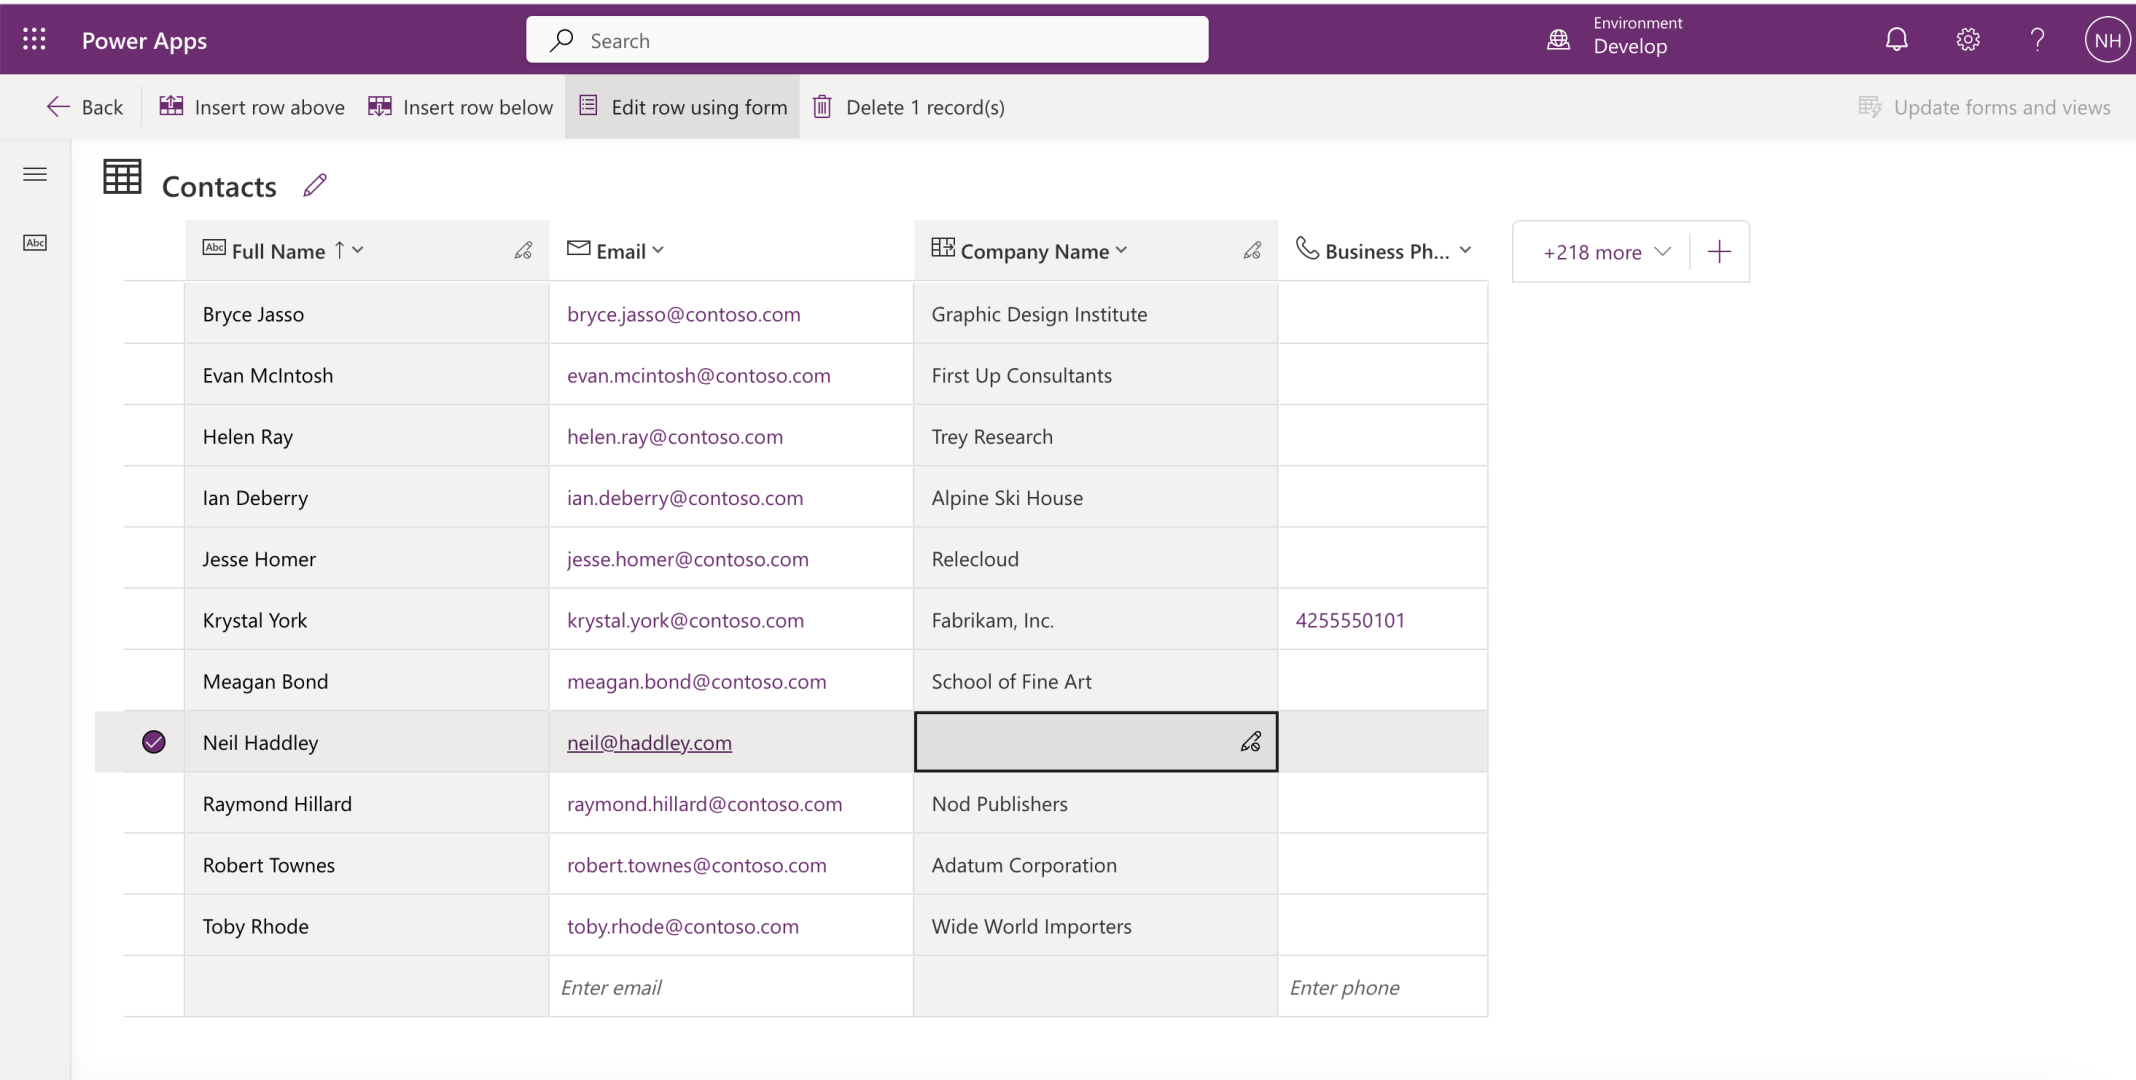 Power Apps
Search
Environment
Develop
NH
Back
Insert row above
Insert row below
Edit row using form
Delete 1 record(s)
Update forms and views
Contacts
Abc
Abc Full Name
Email
Company Name
Business Ph...
+218 more
Bryce Jasso bryce.jasso@contoso.com Graphic Design Institute
Evan McIntosh evan.mcintosh@contoso.com First Up Consultants
Helen Ray helen.ray@contoso.com Trey Research
Ian Deberry ian.deberry@contoso.com Alpine Ski House
Jesse Homer jesse.homer@contoso.com Relecloud
Krystal York krystal.york@contoso.com Fabrikam, Inc. 4255550101
Meagan Bond meagan.bond@contoso.com School of Fine Art
Neil Haddley neil@haddley.com
Raymond Hillard raymond.hillard@contoso.com Nod Publishers
Robert Townes robert.townes@contoso.com Adatum Corporation
Toby Rhode toby.rhode@contoso.com Wide World Importers
Enter email Enter phone